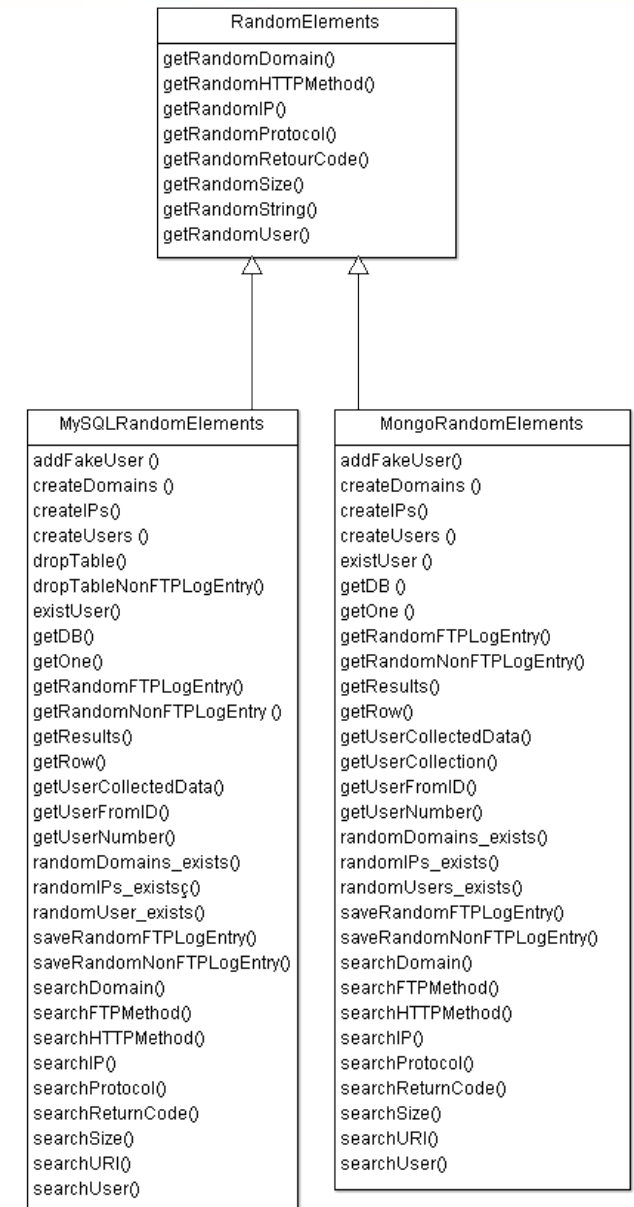 RandomElements
getRandomDomain()
getRandomHTTPMethod()
getRandomIP()
getRandomProtocol()
getRandomRetourCode()
getRandomSize()
getRandomString()
getRandomUser()
MySQLRandomElements
addFakeUser ()
createDomains ()
createIPs()
createUsers ()
dropTable()
dropTableNonFTPLogEntry()
existUser()
getDB()
getOne()
getRandomFTPLogEntry()
getRandomNonFTPLogEntry ()
getResults()
getRow()
getUserCollectedData()
getUserFromID()
getUserNumber()
randomDomains_exists()
randomIPs_existsç()
randomUser_exists()
saveRandomFTPLogEntry()
saveRandomNonFTPLogEntry()
searchDomain()
searchFTPMethod()
searchHTTPMethod()
searchIP()
searchProtocol()
searchReturnCode()
searchSize()
searchURI()
searchUser()
MongoRandomElements
addFakeUser()
createDomains ()
createIPs()
createUsers ()
existUser ()
getDB ()
getOne ()
getRandomFTPLogEntry()
getRandomNonFTPLogEntry()
getResults()
getRow()
getUserCollectedData()
getUserCollection()
getUserFromID()
getUserNumber()
randomDomains_exists()
randomIPs_exists()
randomUsers_exists()
saveRandomFTPLogEntry()
saveRandomNonFTPLogEntry()
searchDomain()
searchFTPMethod()
searchHTTPMethod()
searchIP()
searchProtocol()
searchReturnCode()
searchSize()
searchURI()
searchUser()